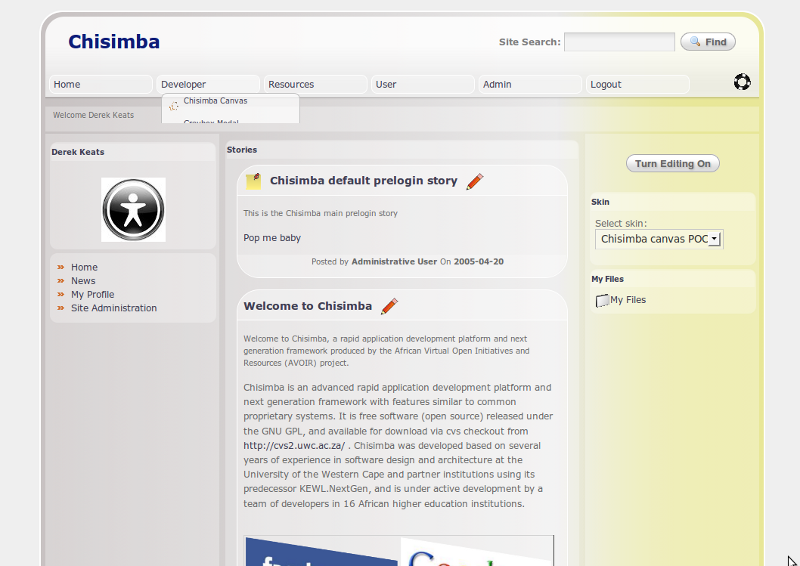 Chisimba
Site Search:
Find
Home
Developer
Resources
User
Admin
Logout
Chisimba Canvas
Welcome Derek Keats
Derek Keats
Home
News
My Profile
Site Administration
Stories
Chisimba default prelogin story
This is the Chisimba main prelogin story
Pop me baby
Posted by Administrative User On 2005-04-20
Welcome to Chisimba
Welcome to Chisimba, a rapid application development platform and next
generation framework produced by the African Virtual Open Initiatives and
Resources (AVOIR) project.
Chisimba is an advanced rapid application development platform and
next generation framework with features similar to common
proprietary systems. It is free software (open source) released under
the GNU GPL, and available for download via cvs checkout from
http://cvs2.uwc.ac.za/ . Chisimba was developed based on several
years of experience in software design and architecture at the
University of the Western Cape and partner institutions using its
predecessor KEWL.NextGen, and is under active development by a
team of developers in 16 African higher education institutions.
Turn Editing On
Skin
Select skin:
Chisimba canvas POC
My Files
My Files